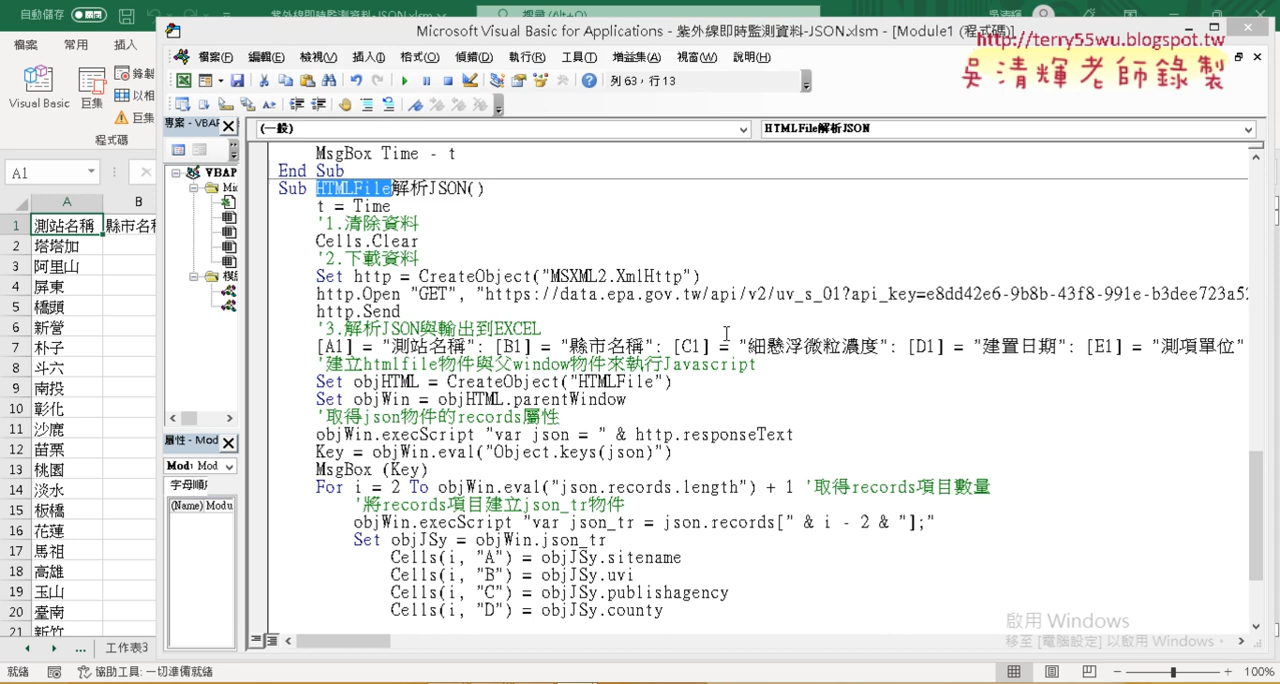 自動儲存
紫外線即時監測資料-JSON.xlsm
搜尋 (Alt+Q)
檔案 常用 插入
Visual Basic 巨集
程式碼
Microsoft Visual Basic for Applications - 紫外線即時監測資料-JSON.xlsm - [Module1 (程式碼)]
http://terry55wu.blogspot.tw
吳清輝老師錄製
檔案(F) 編輯(E) 檢視(V) 插入(I) 格式(O) 偵錯(D) 執行(R) 工具(T) 增益集(A) 視窗(W) 說明(H)
列 63, 行 13
專案 - VBAP
(一般) HTMLFile解析JSON
MsgBox Time - t
End Sub
Sub HTMLFile解析JSON()
t = Time
'1.清除資料
Cells.Clear
'2.下載資料
Set http = CreateObject("MSXML2.XmlHttp")
http.Open "GET", "https://data.epa.gov.tw/api/v2/uv_s_01?api_key=e8dd42e6-9b8b-43f8-991e-b3dee723a52
http.Send
'3.解析JSON與輸出到EXCEL
[A1] = "測站名稱": [B1] = "縣市名稱": [C1] = "細懸浮微粒濃度": [D1] = "建置日期": [E1] = "測項單位"
'建立htmlfile物件與父window物件來執行Javascript
Set objHTML = CreateObject("HTMLFile")
Set objWin = objHTML.parentWindow
'取得json物件的records屬性
objWin.execScript "var json = " & http.responseText
Key = objWin.eval("Object.keys(json)")
MsgBox (Key)
For i = 2 To objWin.eval("json.records.length") + 1 '取得records項目數量
'將records項目建立json_tr物件
objWin.execScript "var json_tr = json.records[" & i - 2 & "];"
Set objJSy = objWin.json_tr
Cells(i, "A") = objJSy.sitename
Cells(i, "B") = objJSy.uvi
Cells(i, "C") = objJSy.publishagency
Cells(i, "D") = objJSy.county
VBAP
屬性 - Mod
Mod Mod
字母順
(Name) Modu
A1
A B
1 測站名稱 縣市名稱
2 塔塔加
3 阿里山
4 屏東
5 橋頭
6 新營
7 朴子
8 斗六
9 南投
10 彰化
11 沙鹿
12 苗栗
13 桃園
14 淡水
15 板橋
16 花蓮
17 馬祖
18 高雄
19 玉山
20 臺南
21 新竹
... 工作表3
啟用 Windows
移至 [電腦設定] 以啟用 Windows。
就緒 協助工具: 一切準備就緒 100%